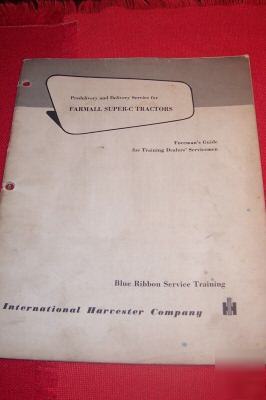 Predelivery and Delivery Service for
FARMALL SUPER-C TRACTORS
Foreman's Guide
for Training Dealers' Servicemen
Blue Ribbon Service Training
International Harvester Company
IH